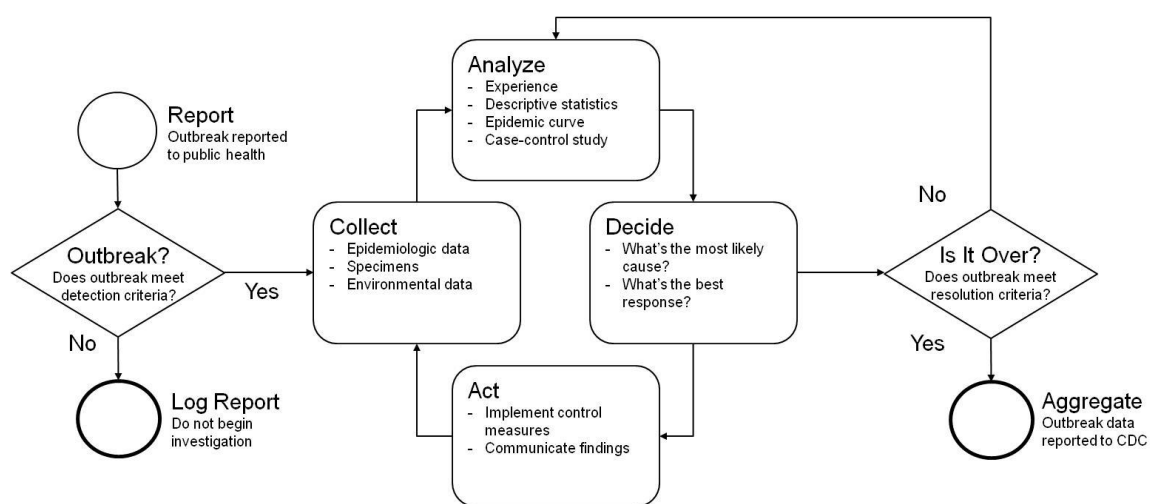 Report
Outbreak reported
to public health
Outbreak?
Does outbreak meet
detection criteria?
Yes
No
Log Report
Do not begin
investigation
Collect
- Epidemiologic data
- Specimens
- Environmental data
Analyze
- Experience
- Descriptive statistics
- Epidemic curve
- Case-control study
Decide
- What's the most likely
cause?
- What's the best
response?
Act
- Implement control
measures
- Communicate findings
No
Is It Over?
Does outbreak meet
resolution criteria?
Yes
Aggregate
Outbreak data
reported to CDC